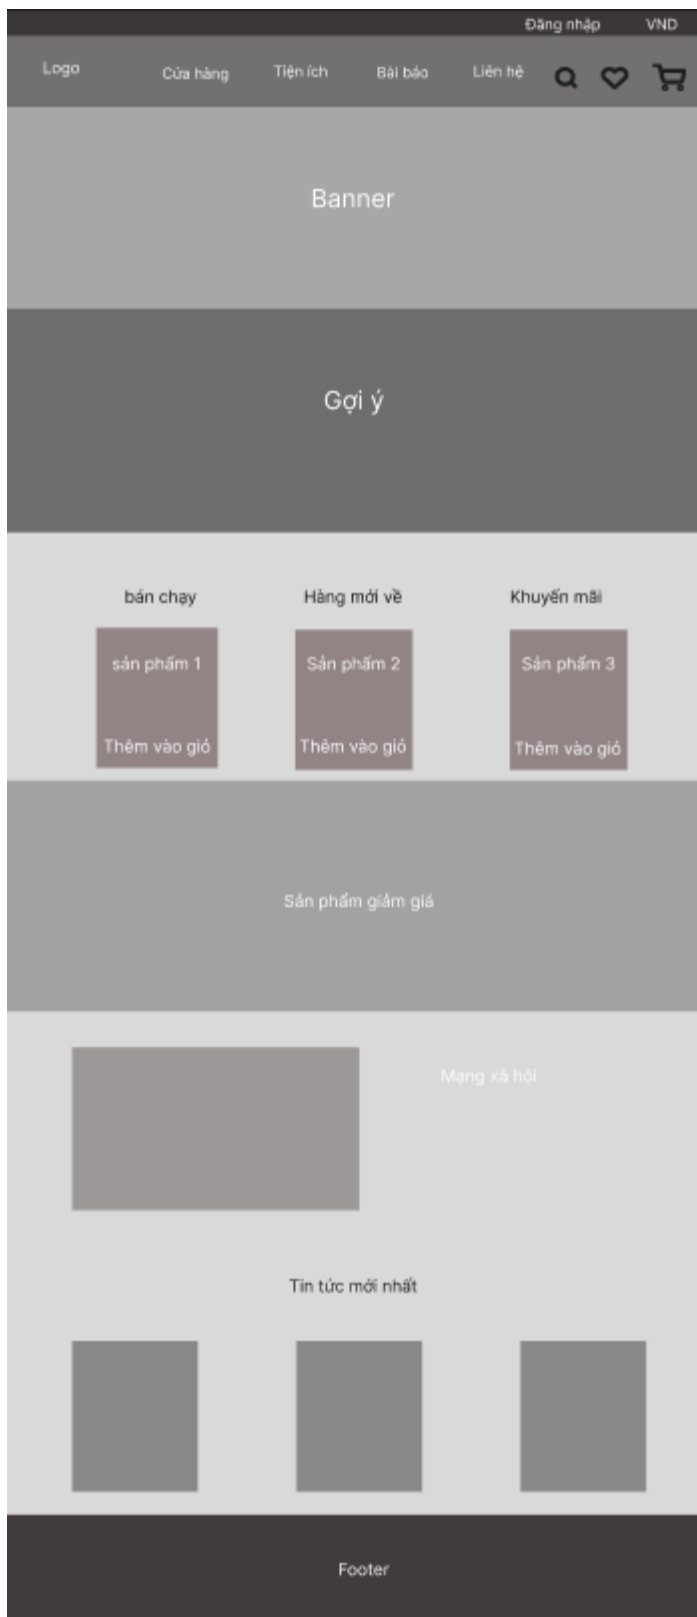 Đăng nhập VND
Logo Cửa hàng Tiện ích Bài báo Liên hệ
Banner
Gợi ý
bán chạy Hàng mới về Khuyến mãi
sản phẩm 1 Sản phẩm 2 Sản phẩm 3
Thêm vào giỏ Thêm vào giỏ Thêm vào giỏ
Sản phẩm giảm giá
Mạng xã hội
Tin tức mới nhất
Footer